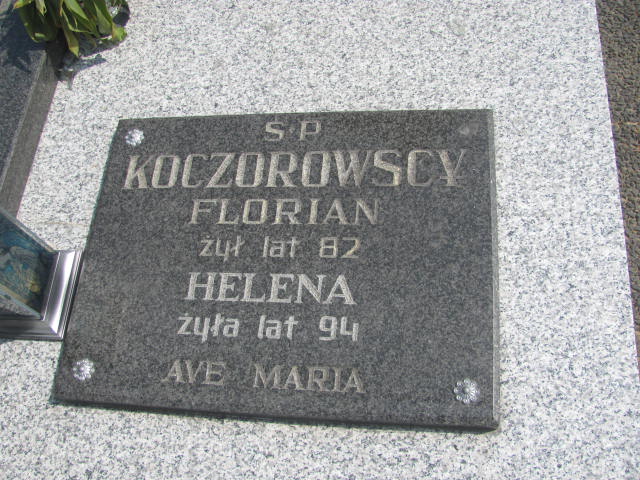 S·P
KOCZOROWSCY
FLORIAN
żył lat 82
HELENA
żyła lat 94
AVE MARIA